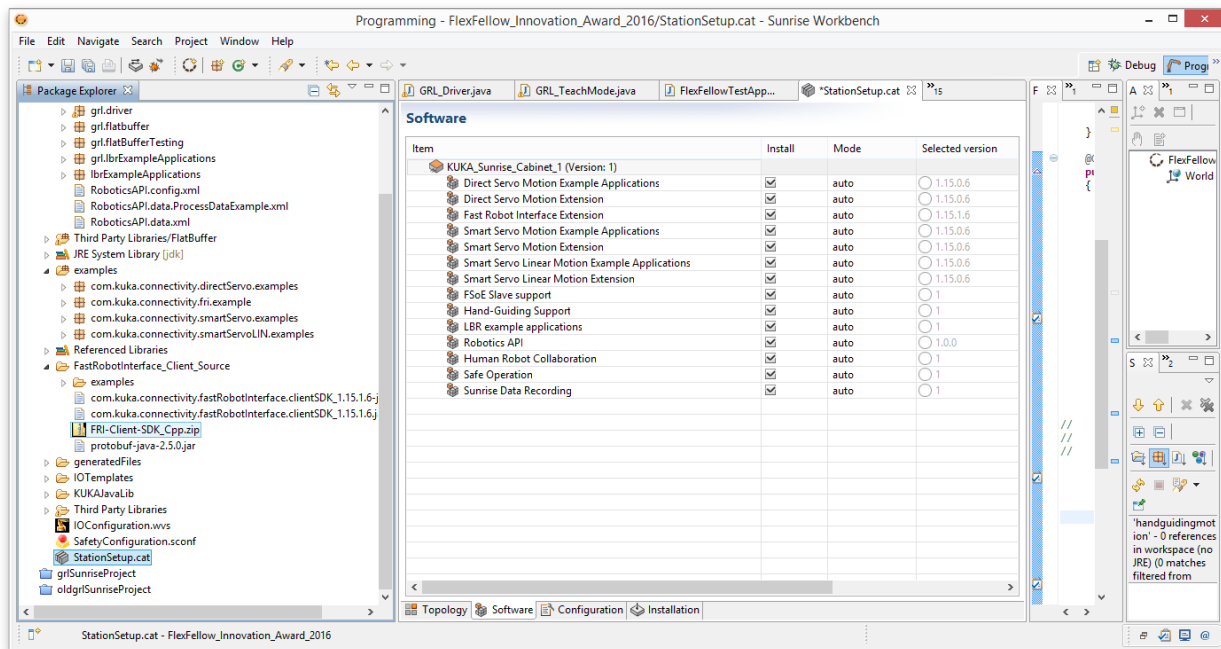 Programming - FlexFellow_Innovation_Award_2016/StationSetup.cat - Sunrise Workbench
File Edit Navigate Search Project Window Help
Debug Progr
Package Explorer
grl.driver
grl.flatbuffer
grl.flatBufferTesting
grl.lbrExampleApplications
lbrExampleApplications
RoboticsAPI.config.xml
RoboticsAPI.data.ProcessDataExample.xml
RoboticsAPI.data.xml
Third Party Libraries/FlatBuffer
JRE System Library [jdk]
examples
com.kuka.connectivity.directServo.examples
com.kuka.connectivity.fri.example
com.kuka.connectivity.smartServo.examples
com.kuka.connectivity.smartServoLIN.examples
Referenced Libraries
FastRobotInterface_Client_Source
examples
com.kuka.connectivity.fastRobotInterface.clientSDK_1.15.1.6-j
com.kuka.connectivity.fastRobotInterface.clientSDK_1.15.1.6.j
FRI-Client-SDK_Cpp.zip
protobuf-java-2.5.0.jar
generatedFiles
IOTemplates
KUKAJavaLib
Third Party Libraries
IOConfiguration.wvs
SafetyConfiguration.sconf
StationSetup.cat
grlSunriseProject
oldgrlSunriseProject
GRL_Driver.java GRL_TeachMode.java FlexFellowTestApp... *StationSetup.cat »15
Software
Item Install Mode Selected version
KUKA_Sunrise_Cabinet_1 (Version: 1)
Direct Servo Motion Example Applications auto 1.15.0.6
Direct Servo Motion Extension auto 1.15.0.6
Fast Robot Interface Extension auto 1.15.1.6
Smart Servo Motion Example Applications auto 1.15.0.6
Smart Servo Motion Extension auto 1.15.0.6
Smart Servo Linear Motion Example Applications auto 1.15.0.6
Smart Servo Linear Motion Extension auto 1.15.0.6
FSoE Slave support auto 1
Hand-Guiding Support auto 1
LBR example applications auto 1
Robotics API auto 1.0.0
Human Robot Collaboration auto 1
Safe Operation auto 1
Sunrise Data Recording auto 1
Topology Software Configuration Installation
F »1
}
@C
pu
{
//
//
//
A »1
FlexFellow
World
S »2
'handguidingmot
ion' - 0 references
in workspace (no
JRE) (0 matches
filtered from
StationSetup.cat - FlexFellow_Innovation_Award_2016